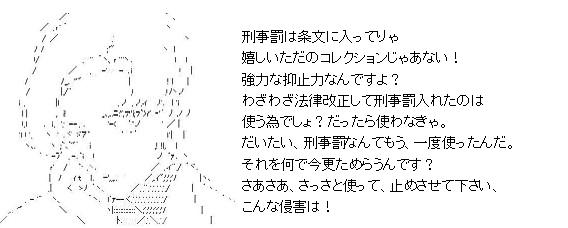 刑事罰は条文に入ってりゃ
嬉しいただのコレクションじゃあない！
強力な抑止力なんですよ？
わざわざ法律改正して刑事罰入れたのは
使う為でしょ？だったら使わなきゃ。
だいたい、刑事罰なんてもう、一度使ったんだ。
それを何で今更ためらうんです？
さあさあ、さっさと使って、止めさせて下さい、
こんな侵害は！